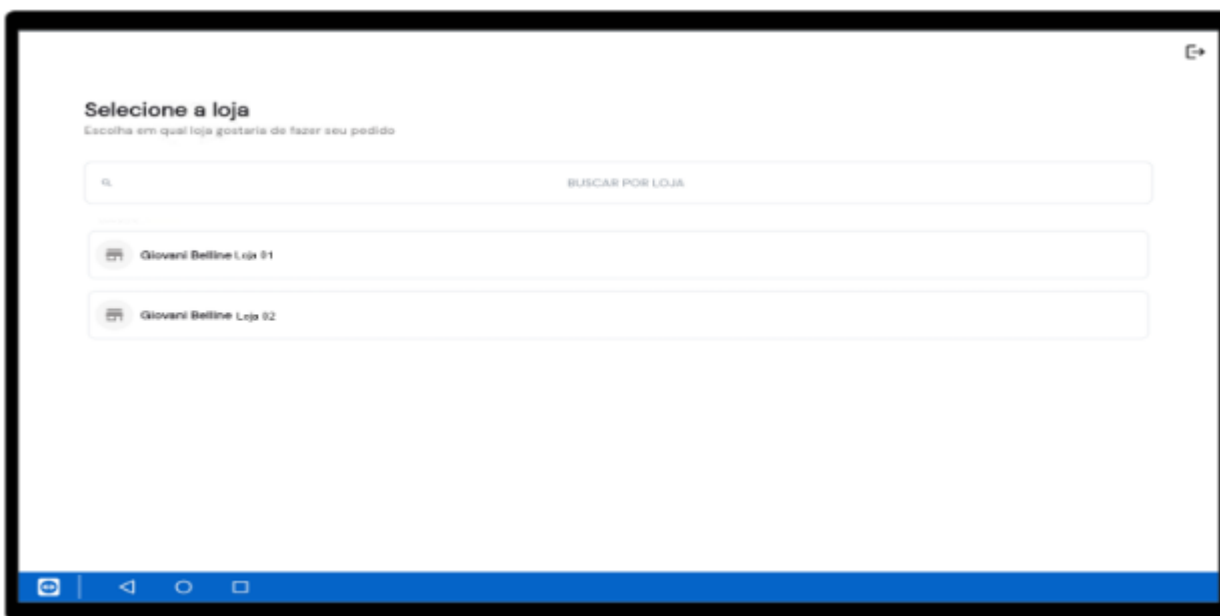 Selecione a loja
Escolha em qual loja gostaria de fazer seu pedido
BUSCAR POR LOJA
Giovani Belline Loja 01
Giovani Belline Loja 02